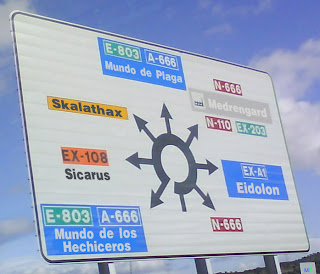 E-803 A-666
Mundo de Plaga
N-666
Medrengard
N-110 EX-203
Skalathax
EX-108
Sicarus
EX-A1
Eidolon
E-803 A-666
Mundo de los
Hechiceros
N-666